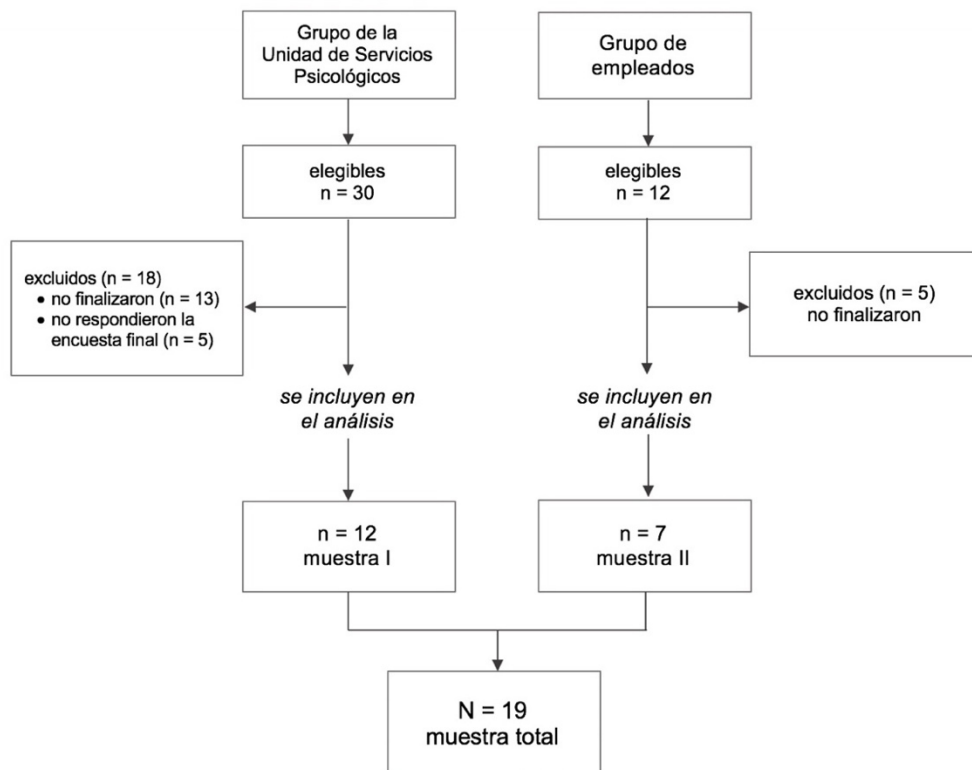 Grupo de la
Unidad de Servicios
Psicológicos
Grupo de
empleados
elegibles
n = 30
elegibles
n = 12
excluidos (n = 18)
• no finalizaron (n = 13)
• no respondieron la
encuesta final (n = 5)
excluidos (n = 5)
no finalizaron
se incluyen en
el análisis
se incluyen en
el análisis
n = 12
muestra I
n = 7
muestra II
N = 19
muestra total